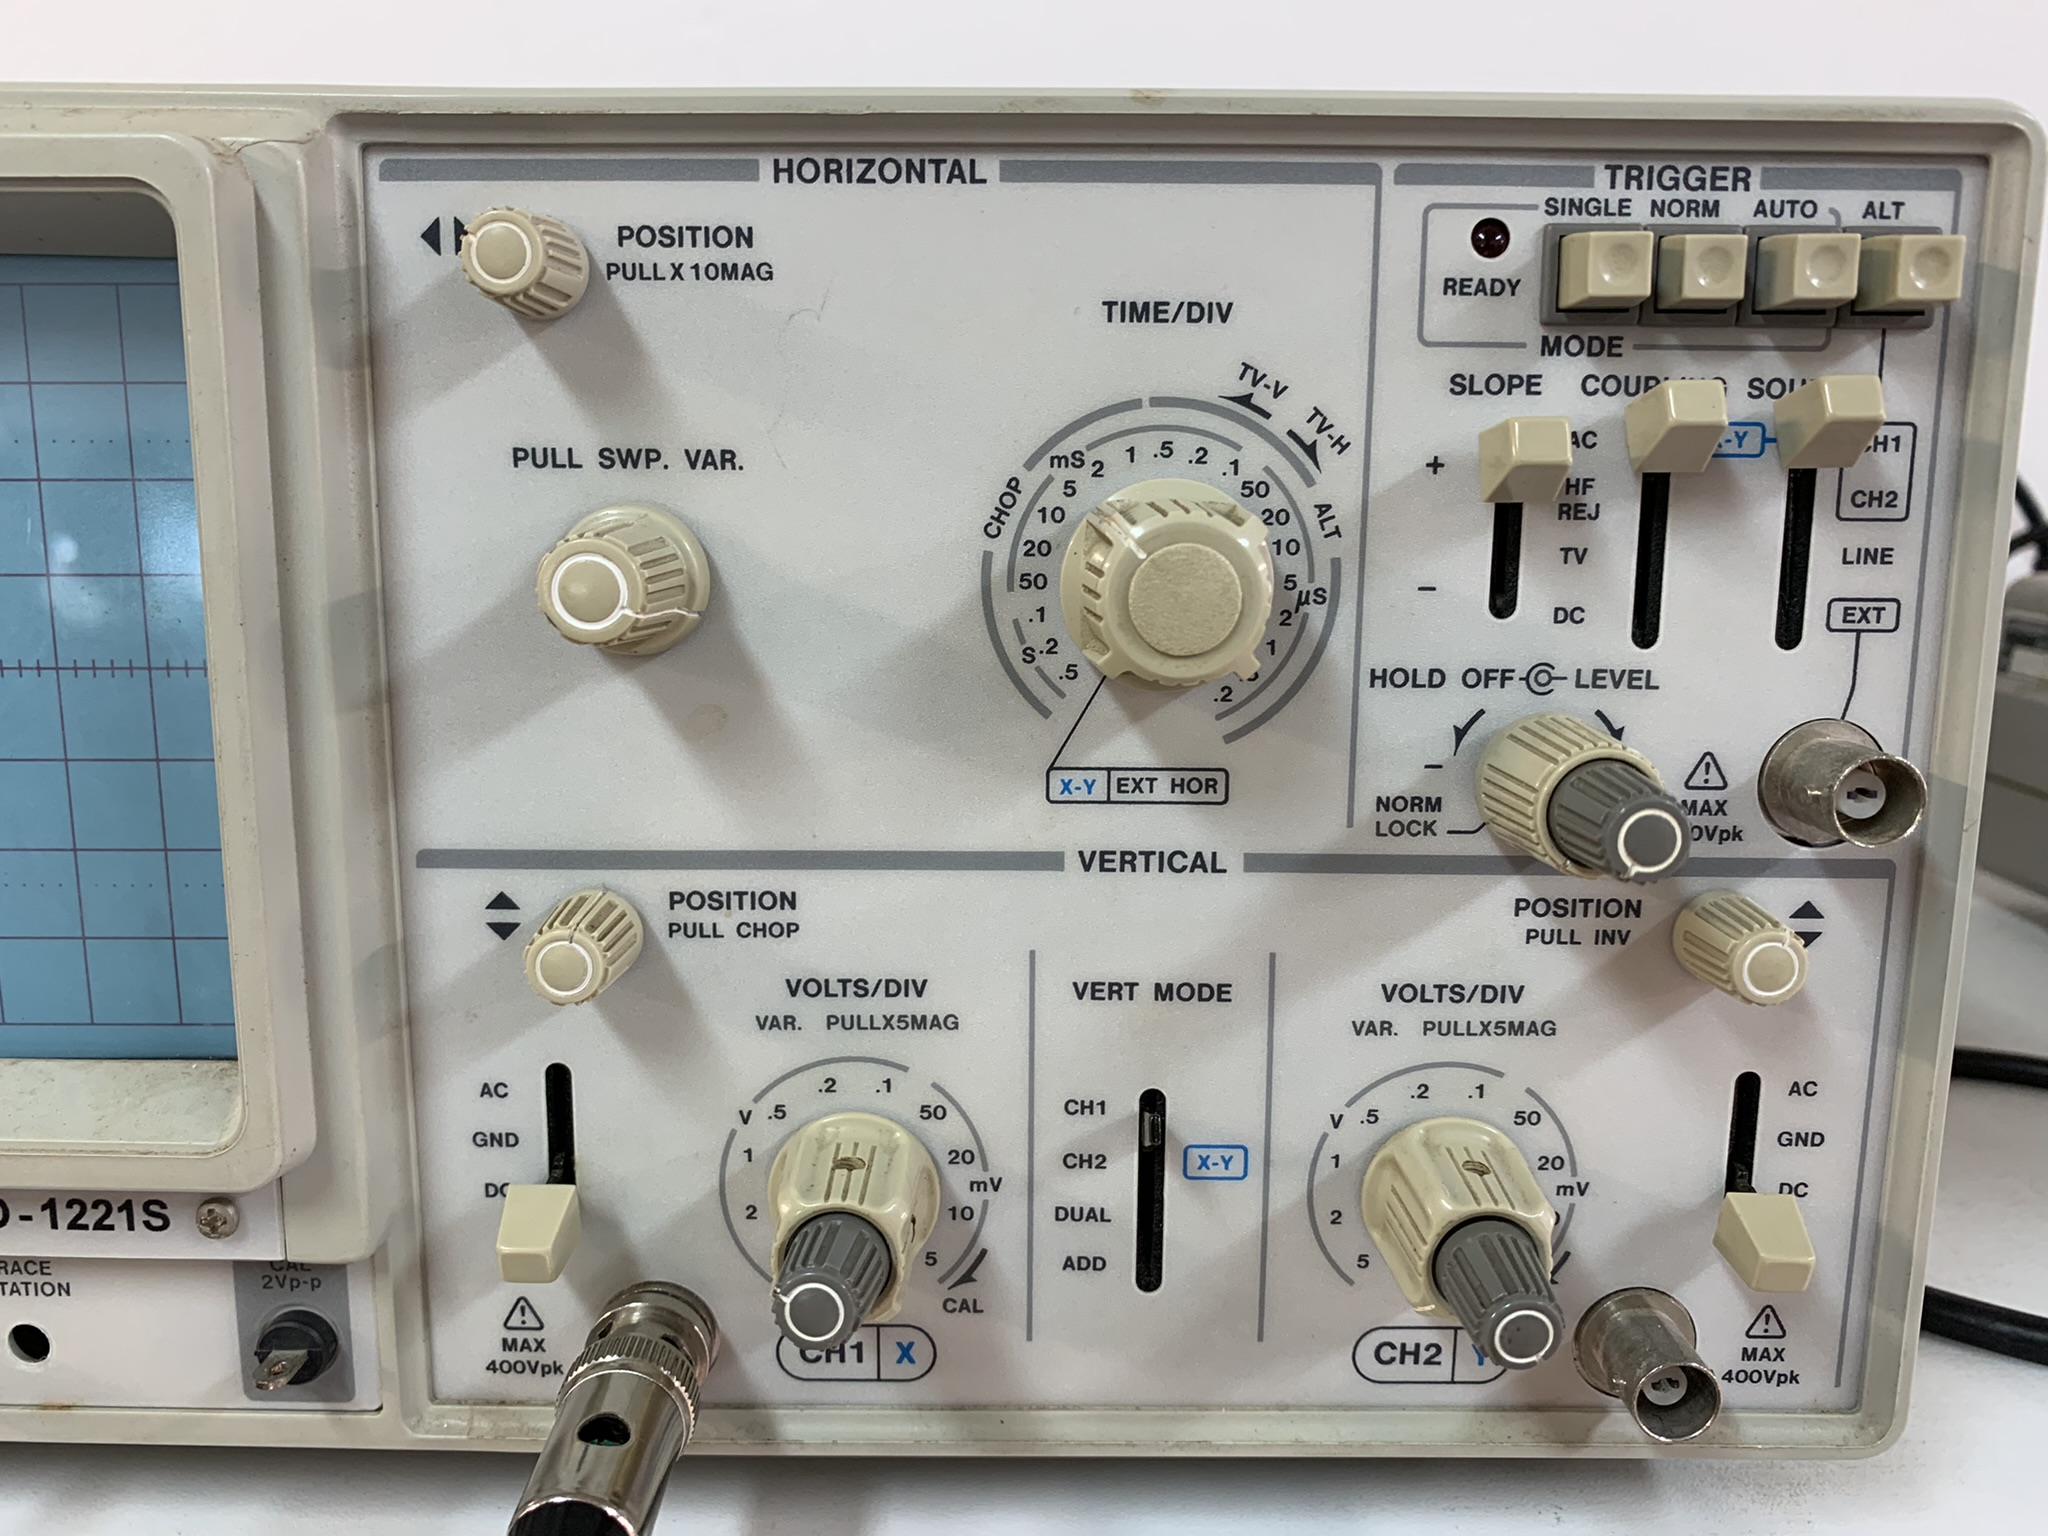 HORIZONTAL
POSITION
PULL X10MAG
TIME/DIV
PULL SWP. VAR.
TV-V
TV-H
CHOP
ALT
mS
2
1
.5
.2
.1
5
50
10
20
20
10
50
5
µS
.1
2
S
.2
1
.5
.2
X-Y EXT HOR
TRIGGER
SINGLE NORM AUTO ALT
READY
MODE
SLOPE
+
AC
X-Y
CH1
HF
REJ
CH2
TV
LINE
−
DC
EXT
HOLD OFF LEVEL
−
NORM
LOCK
MAX
VERTICAL
POSITION
PULL CHOP
POSITION
PULL INV
VOLTS/DIV
VAR. PULLX5MAG
VERT MODE
VOLTS/DIV
VAR. PULLX5MAG
AC
GND
V
.5
.2
.1
50
1
20
mV
2
10
5
CAL
CH1
CH2
X-Y
DUAL
ADD
V
.5
.2
.1
50
1
20
mV
2
5
AC
GND
DC
MAX
400Vpk
CH1 X
CH2 Y
MAX
400Vpk
-1221S
CAL
2Vp-p